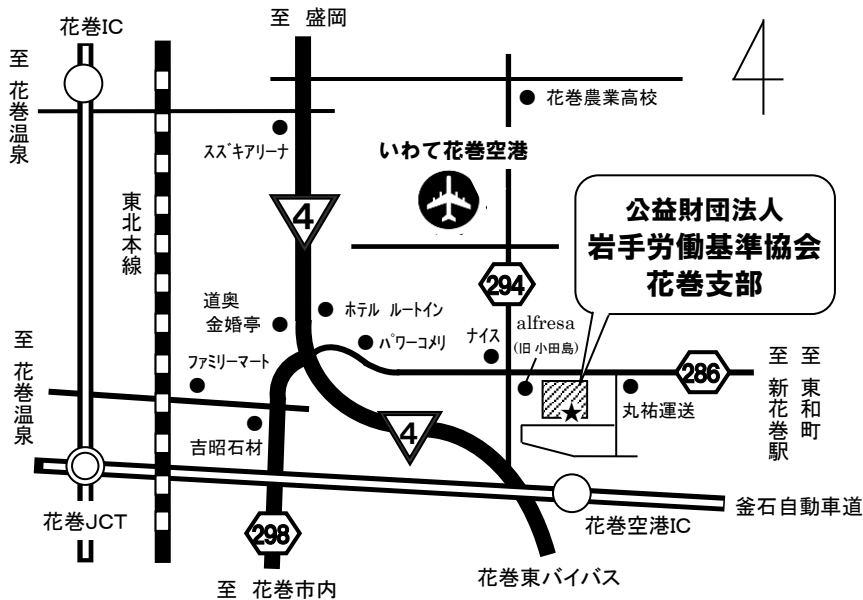 花巻IC
至 盛岡
至 花巻温泉
花巻農業高校
スズキアリーナ
いわて花巻空港
東北本線
4
公益財団法人
岩手労働基準協会
花巻支部
294
道奥
金婚亭
ホテル ルートイン
パワーコメリ
ナイス
alfresa
(旧 小田島)
ファミリーマート
286
至 東和町
至 新花巻駅
至 花巻温泉
丸祐運送
吉昭石材
4
花巻JCT
298
花巻空港IC
釜石自動車道
至 花巻市内
花巻東バイパス